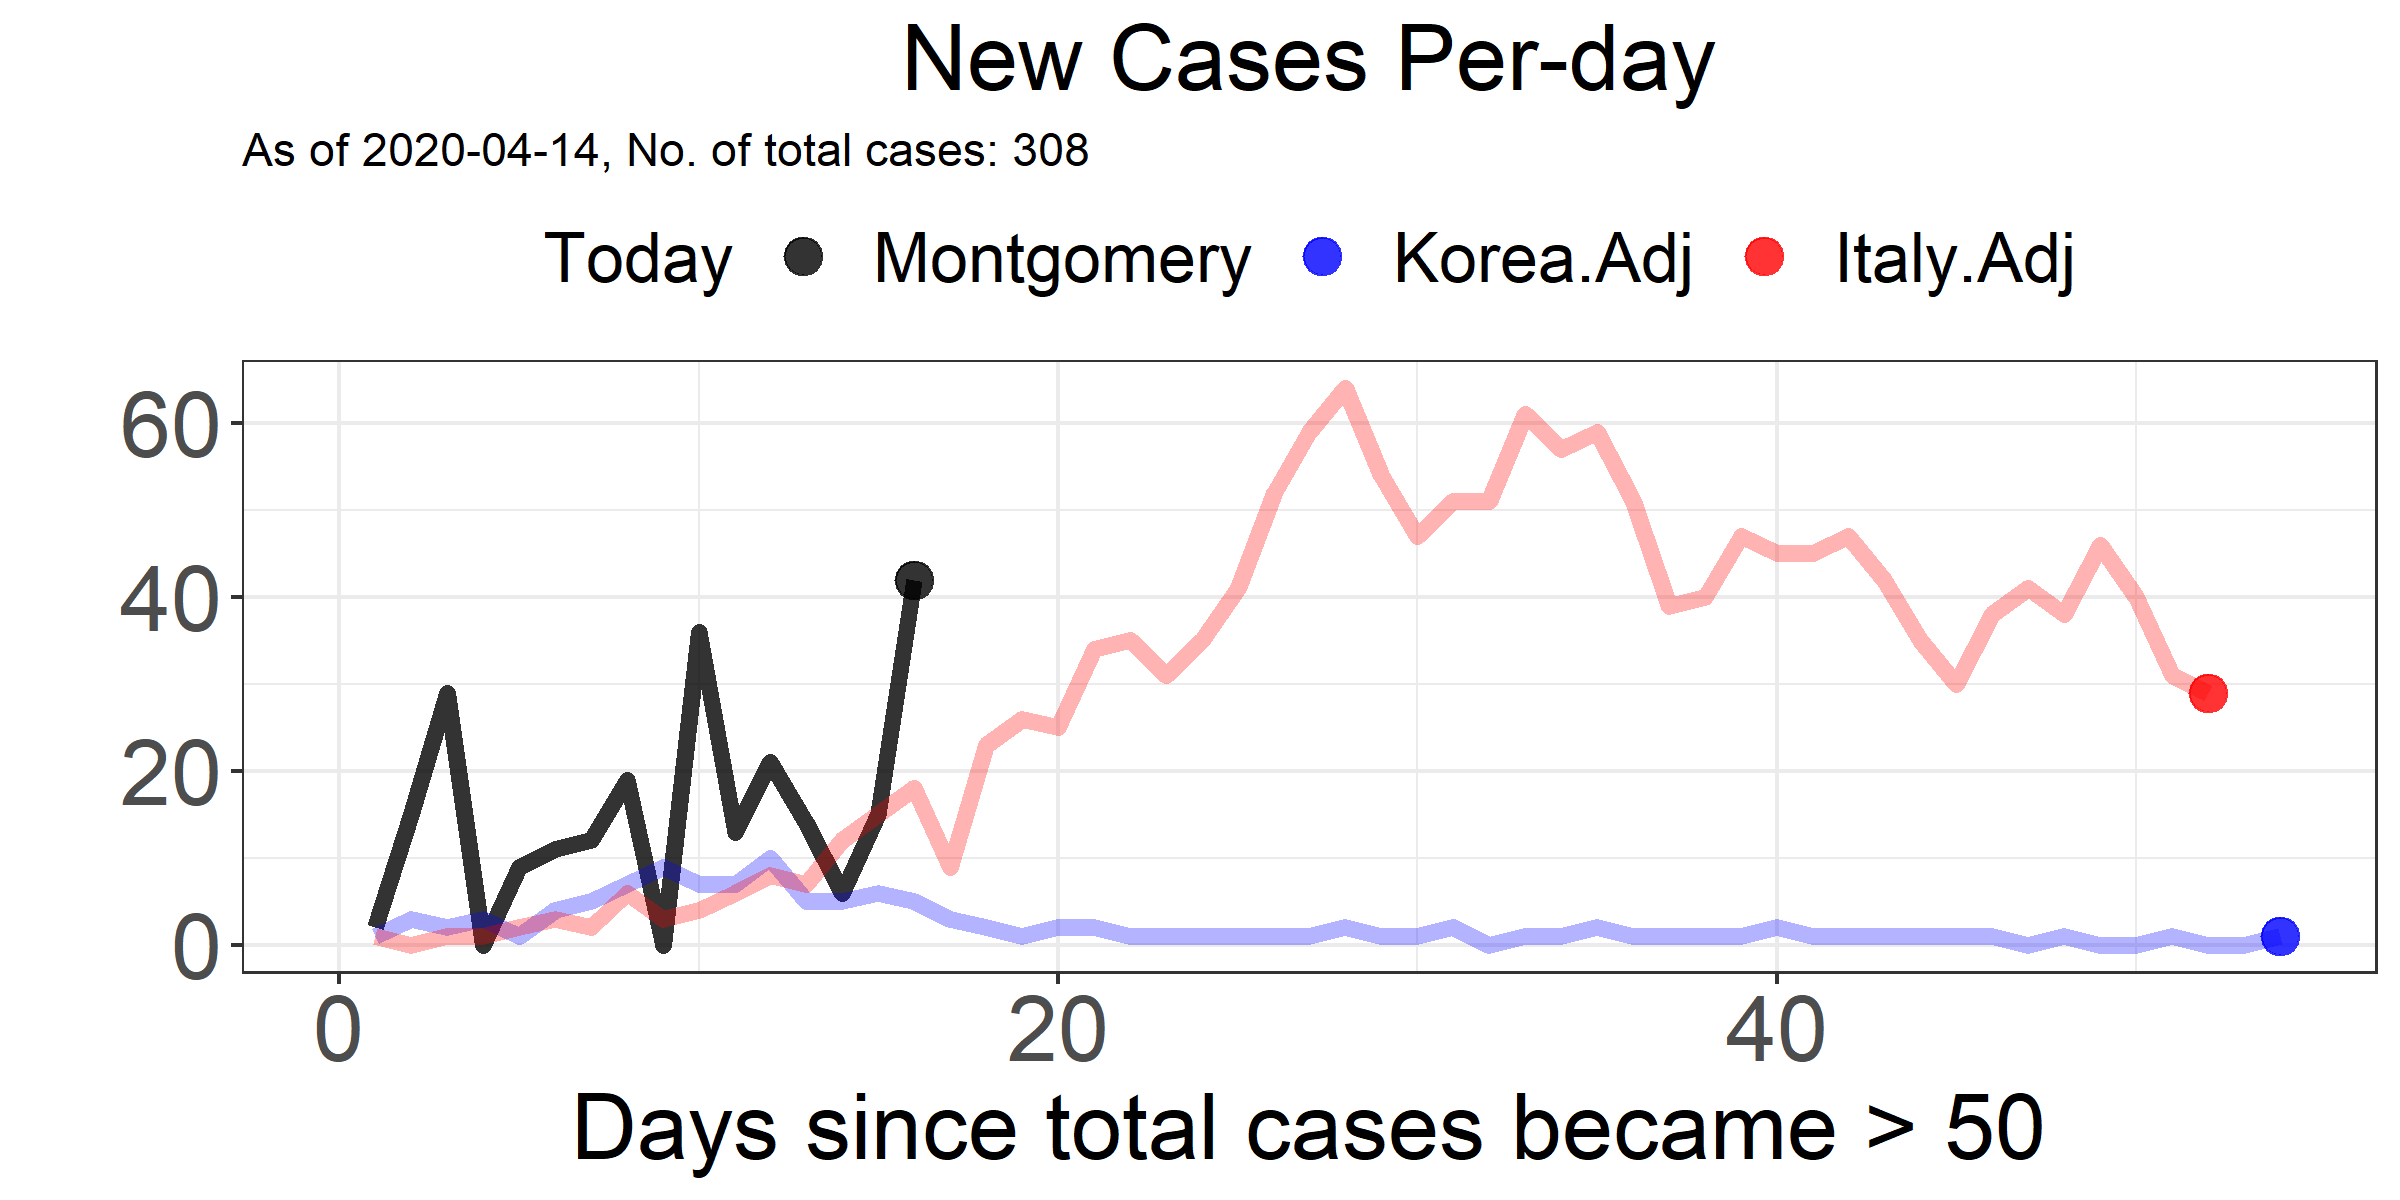 New Cases Per-day
As of 2020-04-14, No. of total cases: 308
Today Montgomery Korea.Adj Italy.Adj
60
40
20
0
0 20 40
Days since total cases became > 50